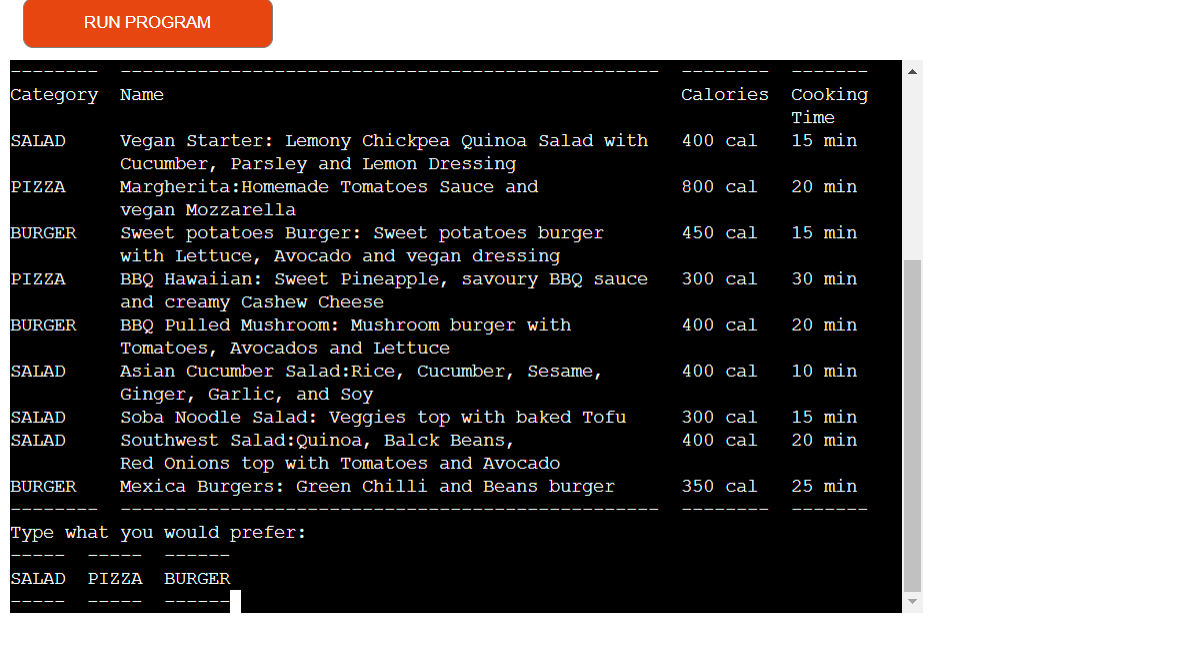 RUN PROGRAM
--------  -------------------------------------------------  --------  -------
Category  Name                                               Calories  Cooking
                                                                       Time
SALAD     Vegan Starter: Lemony Chickpea Quinoa Salad with   400 cal   15 min
          Cucumber, Parsley and Lemon Dressing
PIZZA     Margherita:Homemade Tomatoes Sauce and             800 cal   20 min
          vegan Mozzarella
BURGER    Sweet potatoes Burger: Sweet potatoes burger       450 cal   15 min
          with Lettuce, Avocado and vegan dressing
PIZZA     BBQ Hawaiian: Sweet Pineapple, savoury BBQ sauce   300 cal   30 min
          and creamy Cashew Cheese
BURGER    BBQ Pulled Mushroom: Mushroom burger with          400 cal   20 min
          Tomatoes, Avocados and Lettuce
SALAD     Asian Cucumber Salad:Rice, Cucumber, Sesame,       400 cal   10 min
          Ginger, Garlic, and Soy
SALAD     Soba Noodle Salad: Veggies top with baked Tofu     300 cal   15 min
SALAD     Southwest Salad:Quinoa, Balck Beans,               400 cal   20 min
          Red Onions top with Tomatoes and Avocado
BURGER    Mexica Burgers: Green Chilli and Beans burger      350 cal   25 min
--------  -------------------------------------------------  --------  -------
Type what you would prefer:
-----  -----  ------
SALAD  PIZZA  BURGER
-----  -----  ------